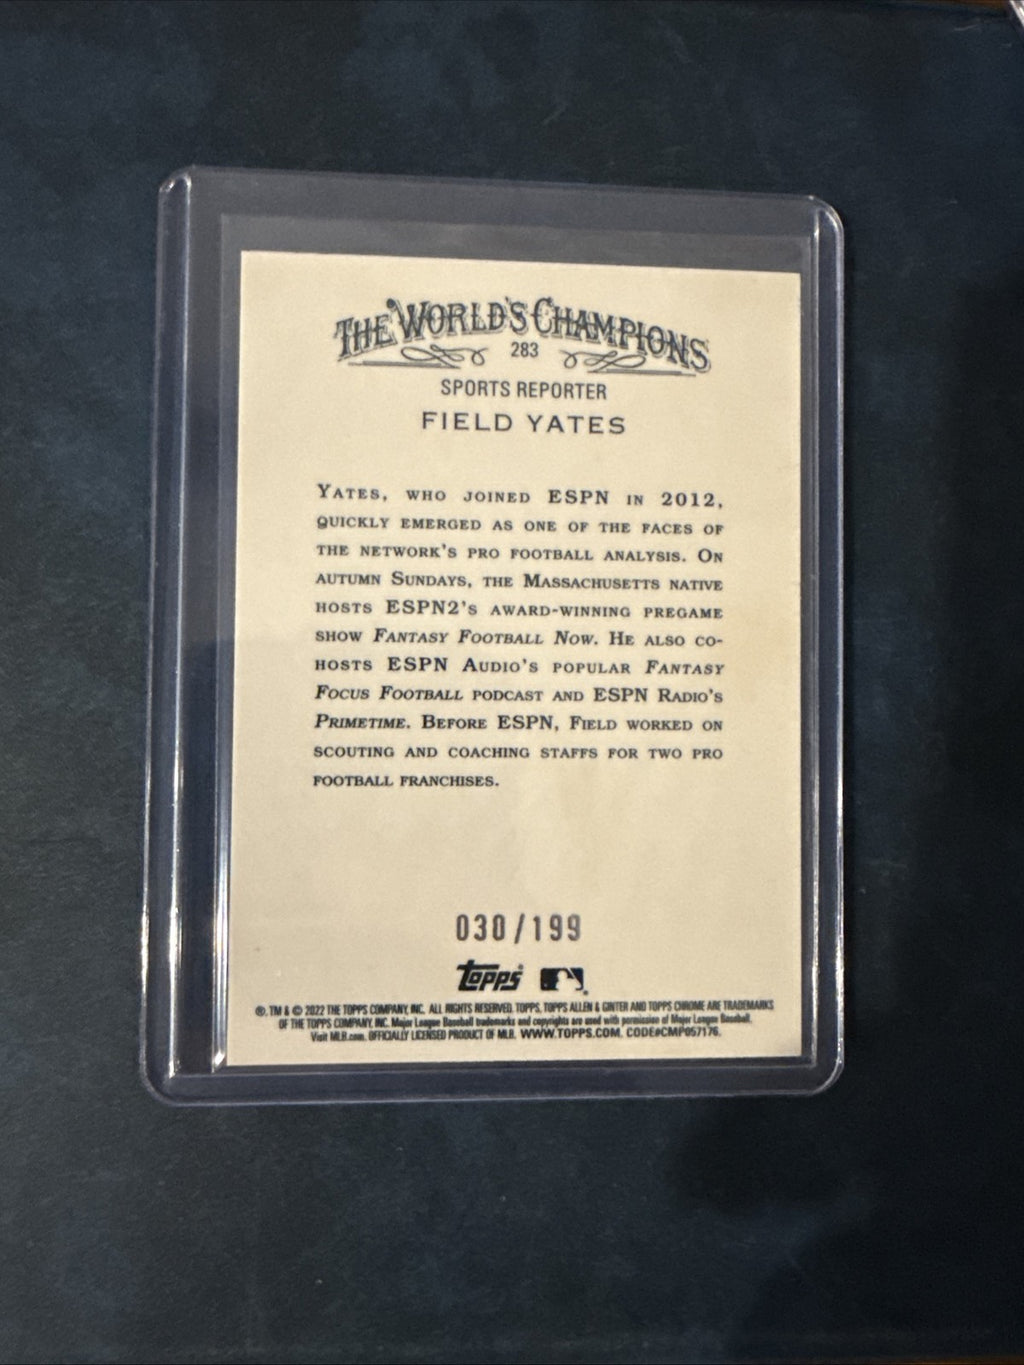 THE WORLD'S CHAMPIONS
283
SPORTS REPORTER
FIELD YATES
YATES, WHO JOINED ESPN IN 2012,
QUICKLY EMERGED AS ONE OF THE FACES OF
THE NETWORK'S PRO FOOTBALL ANALYSIS. ON
AUTUMN SUNDAYS, THE MASSACHUSETTS NATIVE
HOSTS ESPN2'S AWARD-WINNING PREGAME
SHOW FANTASY FOOTBALL NOW. HE ALSO CO-
HOSTS ESPN AUDIO'S POPULAR FANTASY
FOCUS FOOTBALL PODCAST AND ESPN RADIO'S
PRIMETIME. BEFORE ESPN, FIELD WORKED ON
SCOUTING AND COACHING STAFFS FOR TWO PRO
FOOTBALL FRANCHISES.
030/199
topps
®, TM & © 2022 THE TOPPS COMPANY, INC. ALL RIGHTS RESERVED. TOPPS, TOPPS ALLEN & GINTER AND TOPPS CHROME ARE TRADEMARKS
OF THE TOPPS COMPANY, INC. Major League Baseball trademarks and copyrights are used with permission of Major League Baseball.
Visit MLB.com. OFFICIALLY LICENSED PRODUCT OF MLB. WWW.TOPPS.COM. CODE#CMP057176.